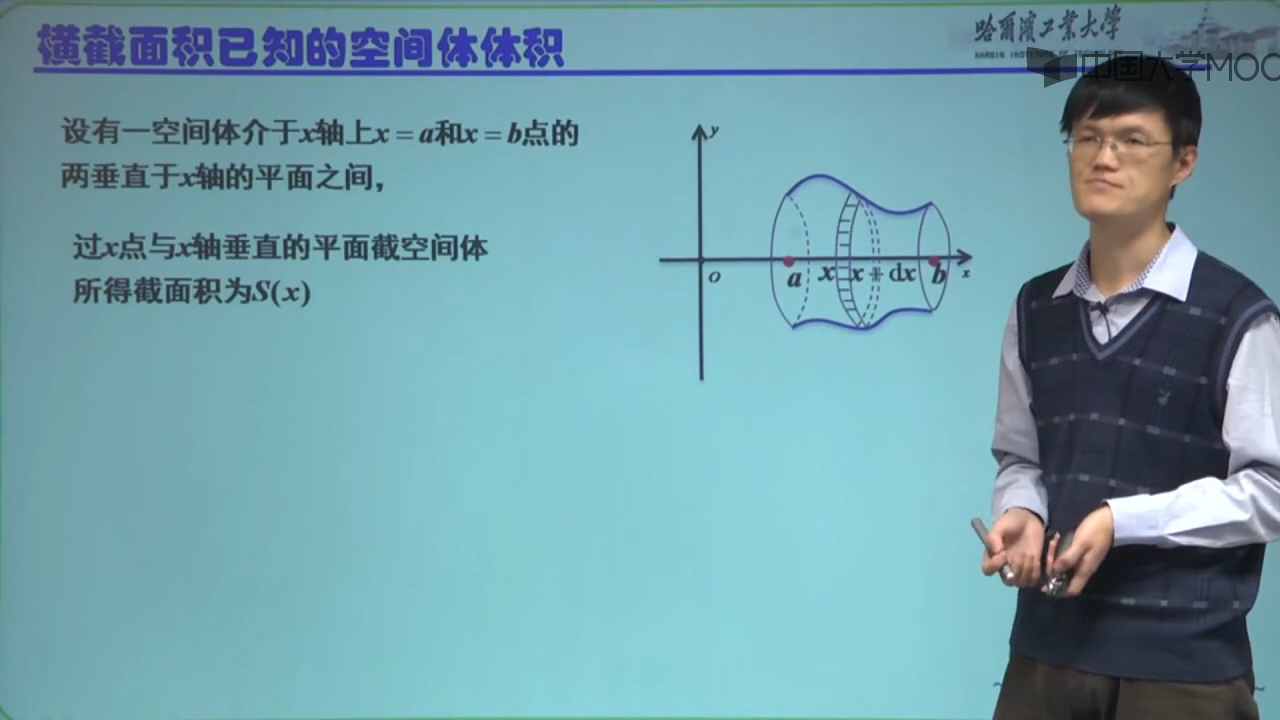 横截面积已知的空间体体积
哈尔滨工业大学
HARBIN INSTITUTE OF
中国大学MOO
设有一空间体介于x轴上x = a和x = b点的
两垂直于x轴的平面之间，
过x点与x轴垂直的平面截空间体
所得截面积为S(x)
y
o
a
x
x + dx
b
x